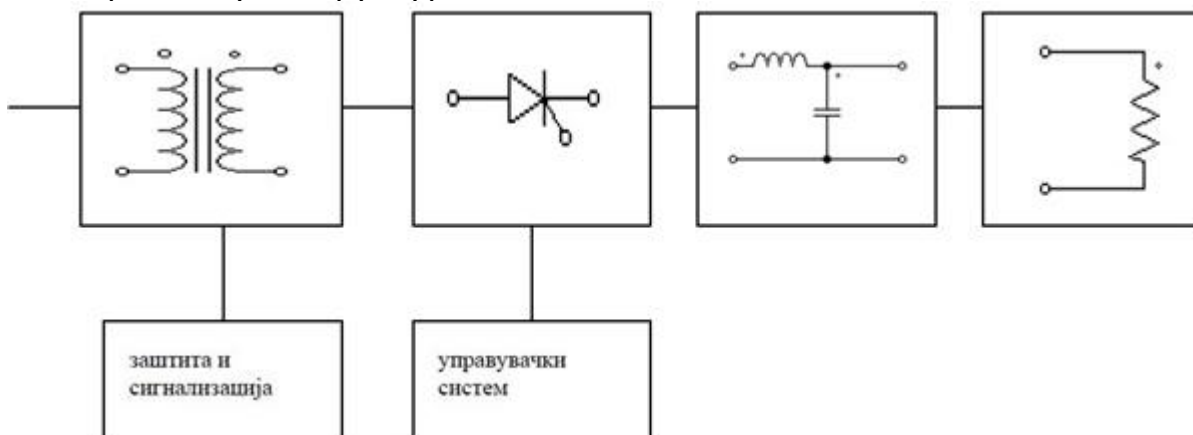 заштита и
сигнализација
управувачки
систем